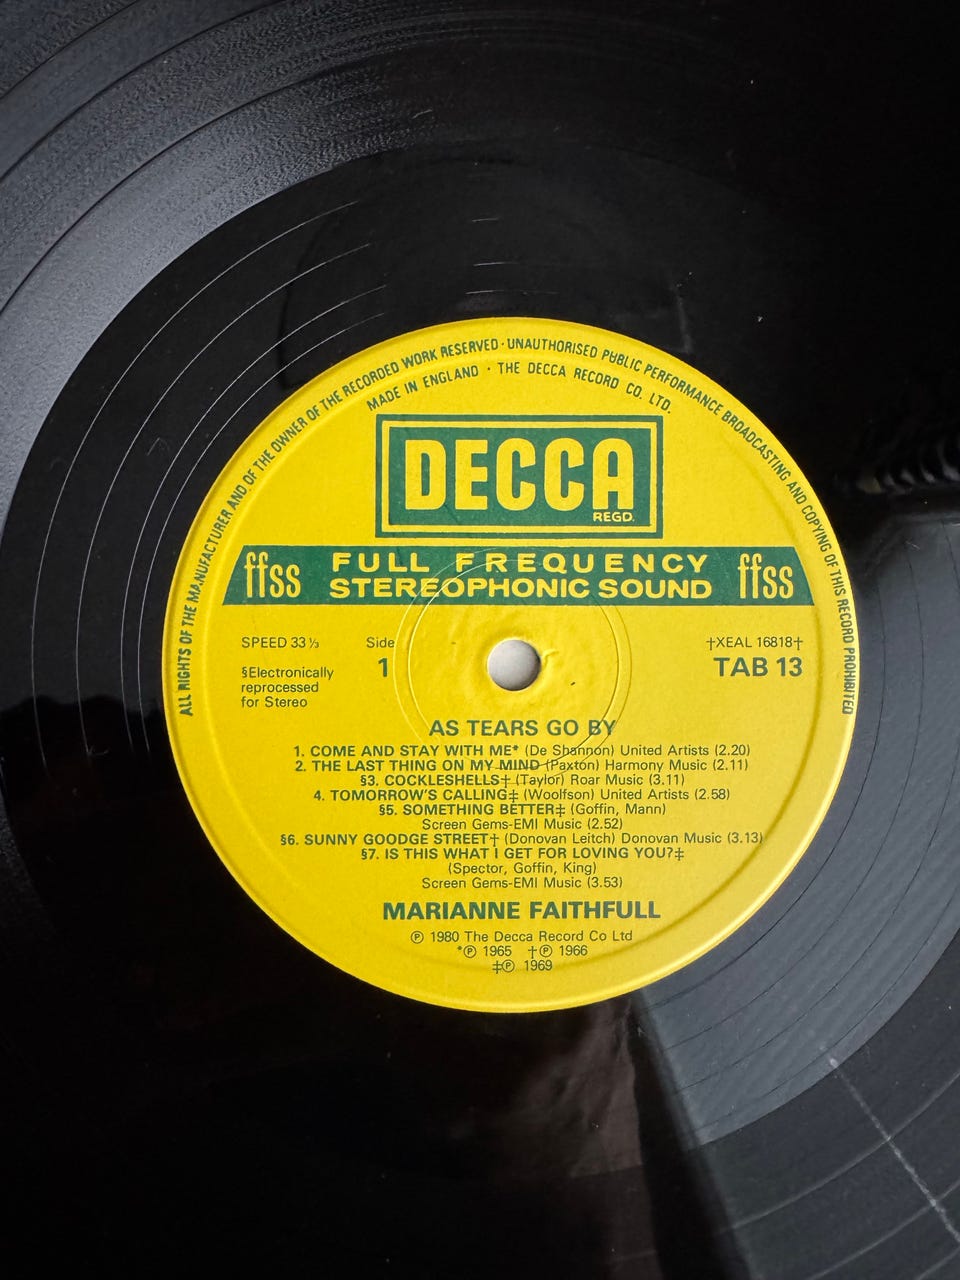 ALL RIGHTS OF THE MANUFACTURER AND OF THE OWNER OF THE RECORDED WORK RESERVED · UNAUTHORISED PUBLIC PERFORMANCE BROADCASTING AND COPYING OF THIS RECORD PROHIBITED
MADE IN ENGLAND · THE DECCA RECORD CO. LTD.
DECCA
REGD.
ffss FULL FREQUENCY STEREOPHONIC SOUND ffss
SPEED 33⅓ Side 1
†XEAL 16818†
TAB 13
§Electronically
reprocessed
for Stereo
AS TEARS GO BY
1. COME AND STAY WITH ME* (De Shannon) United Artists (2.20)
2. THE LAST THING ON MY MIND (Paxton) Harmony Music (2.11)
§3. COCKLESHELLS† (Taylor) Roar Music (3.11)
4. TOMORROW'S CALLING‡ (Woolfson) United Artists (2.58)
§5. SOMETHING BETTER‡ (Goffin, Mann)
Screen Gems-EMI Music (2.52)
§6. SUNNY GOODGE STREET† (Donovan Leitch) Donovan Music (3.13)
§7. IS THIS WHAT I GET FOR LOVING YOU?‡
(Spector, Goffin, King)
Screen Gems-EMI Music (3.53)
MARIANNE FAITHFULL
℗ 1980 The Decca Record Co Ltd
*℗ 1965 †℗ 1966
‡℗ 1969